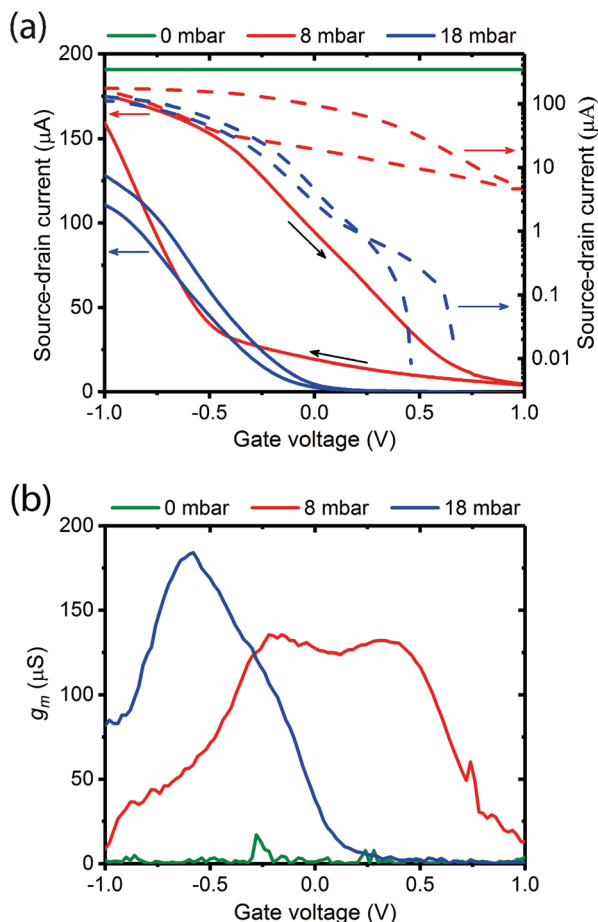 (a)
0 mbar 8 mbar 18 mbar
Source-drain current (μA)
200
150
100
50
0
100
10
1
0.1
0.01
Source-drain current (μA)
-1.0 -0.5 0.0 0.5 1.0
Gate voltage (V)
(b)
0 mbar 8 mbar 18 mbar
gm (μS)
200
150
100
50
0
-1.0 -0.5 0.0 0.5 1.0
Gate voltage (V)